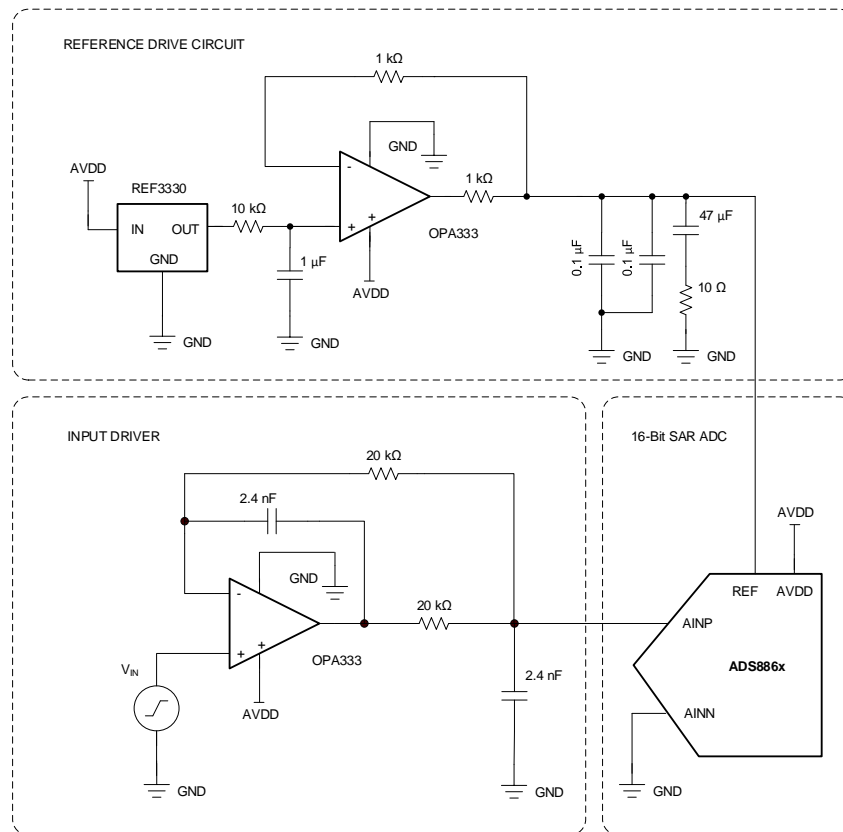 REFERENCE DRIVE CIRCUIT
1 kΩ
GND
AVDD
REF3330
IN OUT
GND
10 kΩ
1 µF
GND
GND
-
+
+
AVDD
OPA333
1 kΩ
0.1 µF
0.1 µF
47 µF
10 Ω
GND
GND
INPUT DRIVER
20 kΩ
2.4 nF
GND
-
+
+
OPA333
AVDD
20 kΩ
2.4 nF
VIN
GND
GND
16-Bit SAR ADC
AVDD
REF AVDD
AINP
ADS886x
AINN
GND